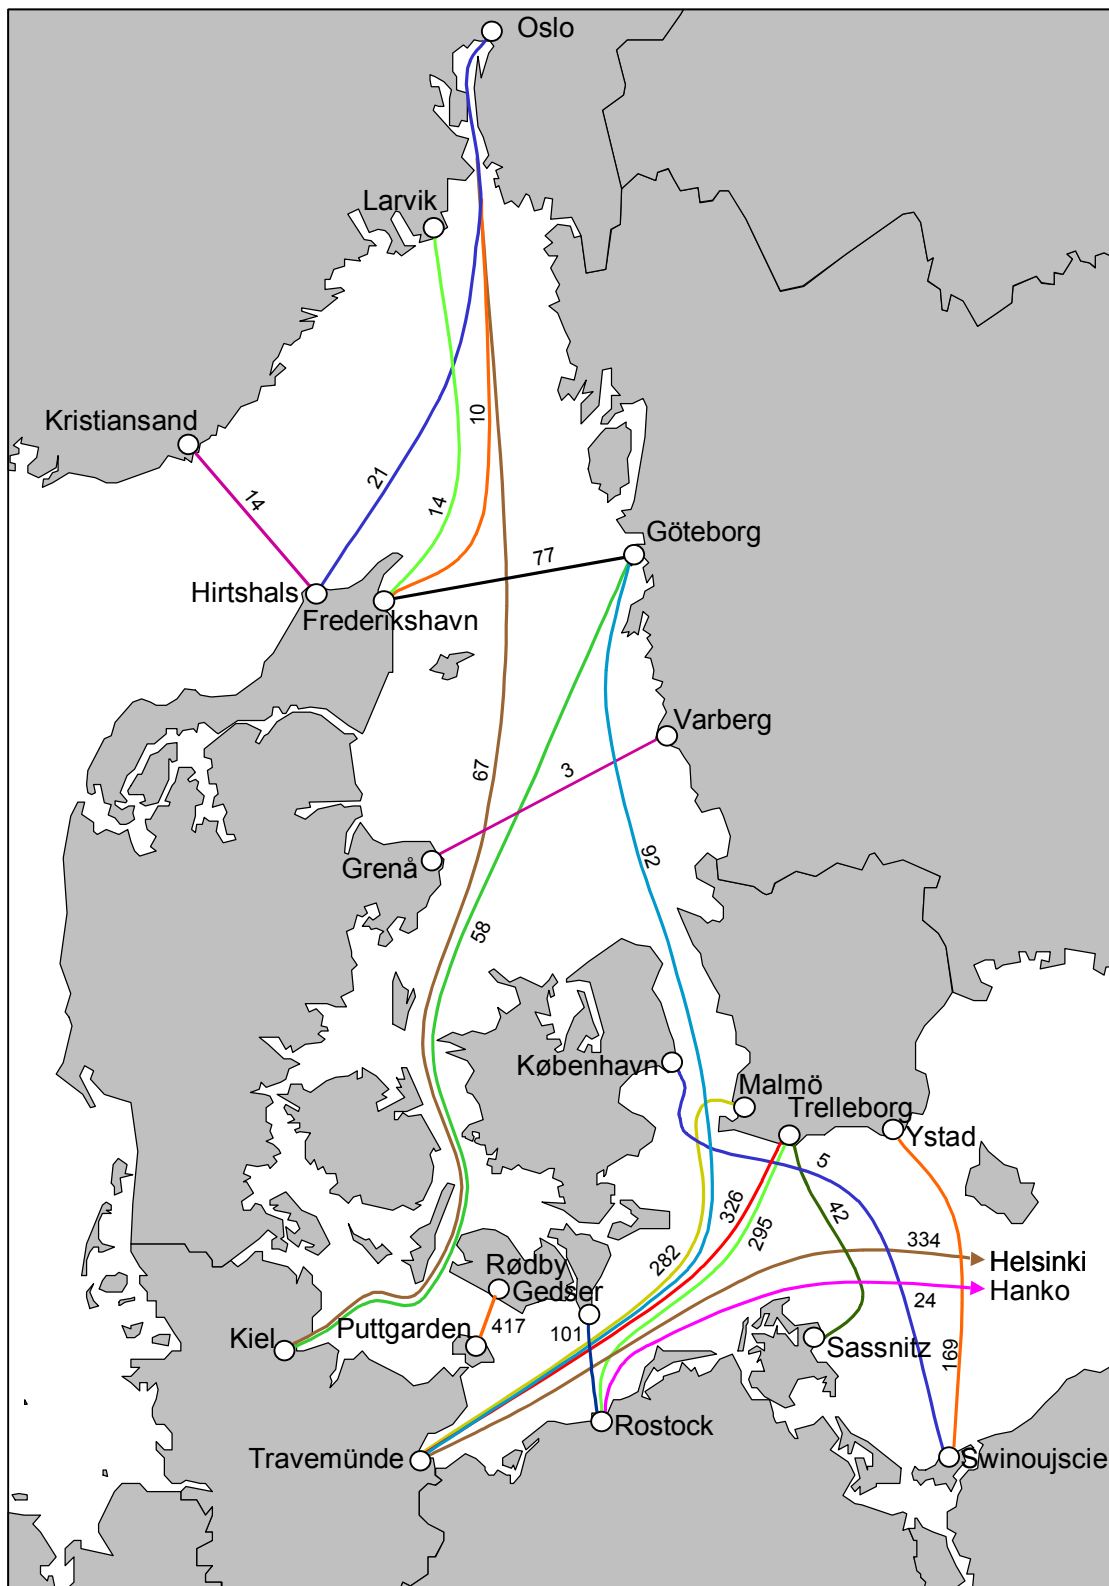 Oslo
Larvik
10
Kristiansand
21
14
14
Göteborg
77
Hirtshals
Frederikshavn
Varberg
67
3
92
Grenå
58
København
Malmö
Trelleborg
Ystad
5
326
42
295
334
282
Helsinki
Rødby
Gedser
Hanko
24
Puttgarden
417
101
Kiel
Sassnitz
169
Rostock
Travemünde
Swinoujscie